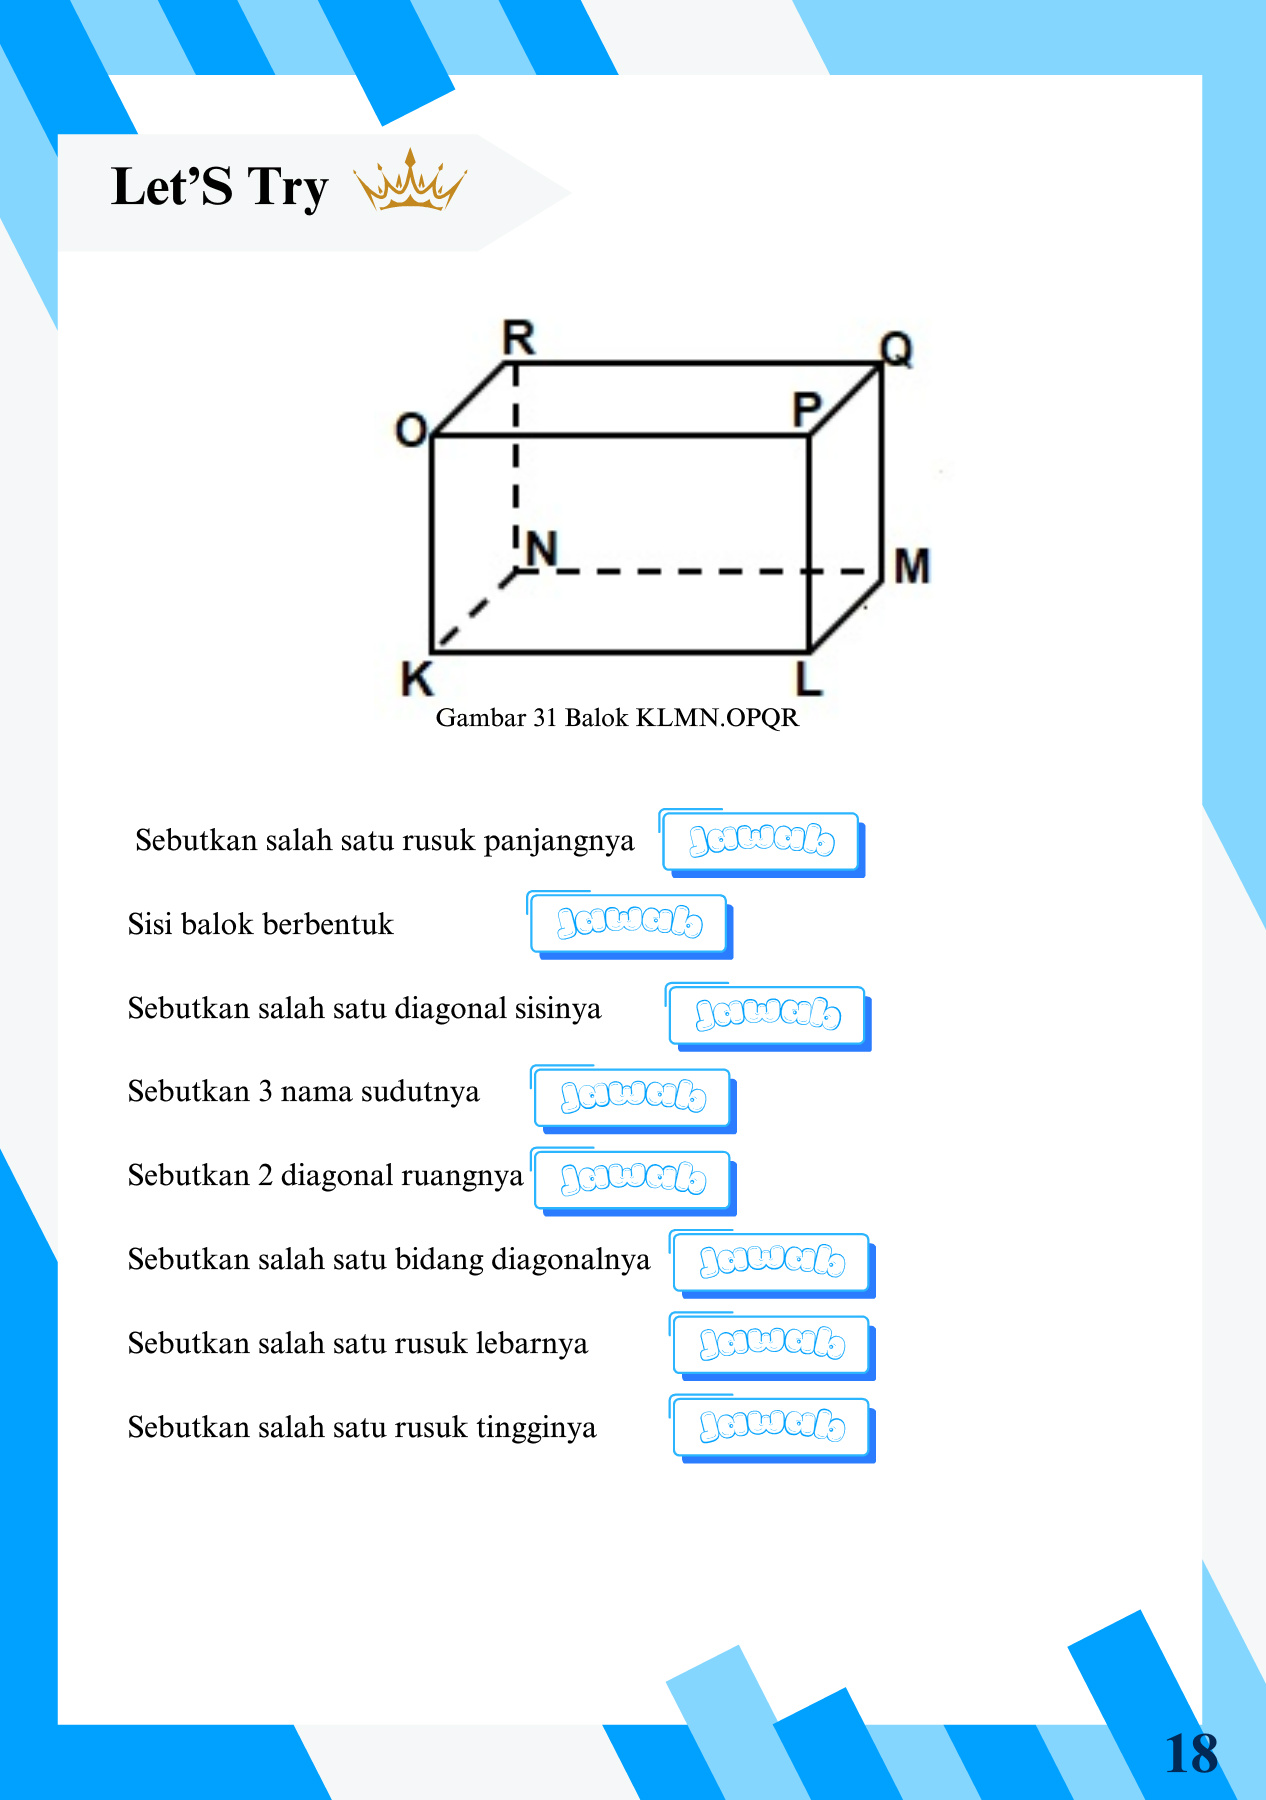 Let’S Try
R
Q
P
O
N
M
K
L
Gambar 31 Balok KLMN.OPQR
Sebutkan salah satu rusuk panjangnya Jawab
Sisi balok berbentuk Jawab
Sebutkan salah satu diagonal sisinya Jawab
Sebutkan 3 nama sudutnya Jawab
Sebutkan 2 diagonal ruangnya Jawab
Sebutkan salah satu bidang diagonalnya Jawab
Sebutkan salah satu rusuk lebarnya Jawab
Sebutkan salah satu rusuk tingginya Jawab
18